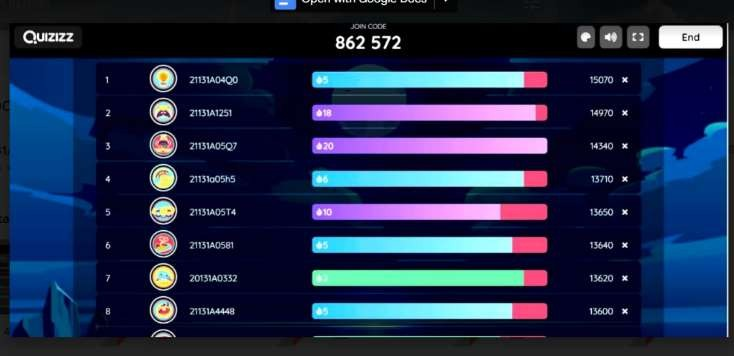 Open with Google Docs
QUIZIZZ
JOIN CODE
862 572
End
1 21131A04Q0 5 15070 ×
2 21131A1251 18 14970 ×
3 21131A05Q7 20 14340 ×
4 21131a05h5 6 13710 ×
5 21131A05T4 10 13650 ×
6 21131A0581 5 13640 ×
7 20131A0332 13620 ×
8 21131A4448 5 13600 ×